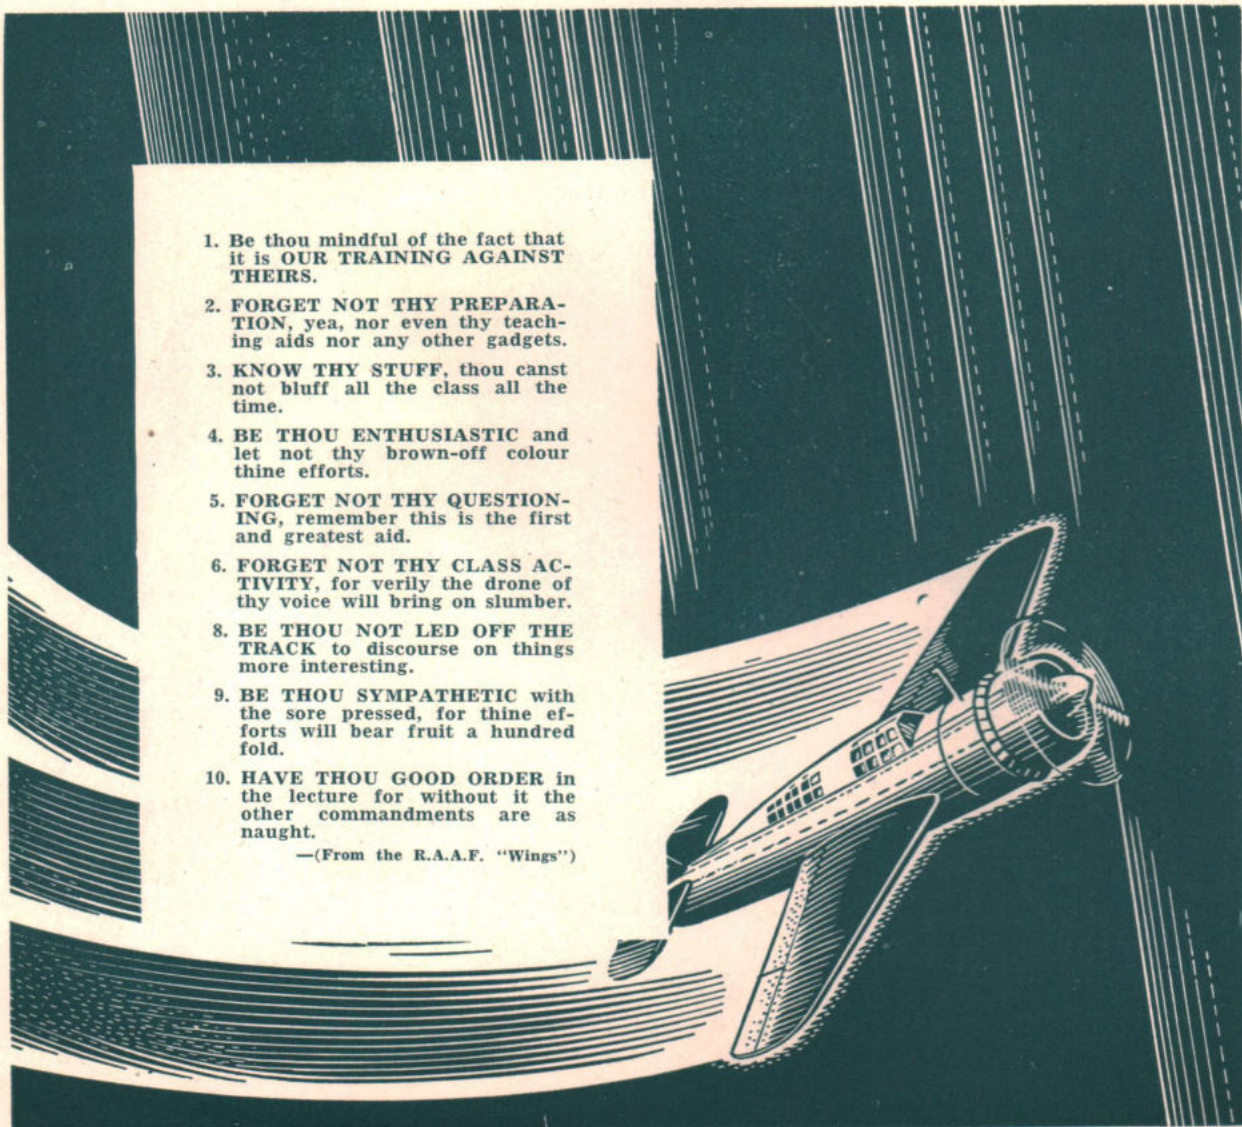 1. Be thou mindful of the fact that
it is OUR TRAINING AGAINST
THEIRS.
2. FORGET NOT THY PREPARA-
TION, yea, nor even thy teach-
ing aids nor any other gadgets.
3. KNOW THY STUFF, thou canst
not bluff all the class all the
time.
4. BE THOU ENTHUSIASTIC and
let not thy brown-off colour
thine efforts.
5. FORGET NOT THY QUESTION-
ING, remember this is the first
and greatest aid.
6. FORGET NOT THY CLASS AC-
TIVITY, for verily the drone of
thy voice will bring on slumber.
8. BE THOU NOT LED OFF THE
TRACK to discourse on things
more interesting.
9. BE THOU SYMPATHETIC with
the sore pressed, for thine ef-
forts will bear fruit a hundred
fold.
10. HAVE THOU GOOD ORDER in
the lecture for without it the
other commandments are as
naught.
—(From the R.A.A.F. "Wings")